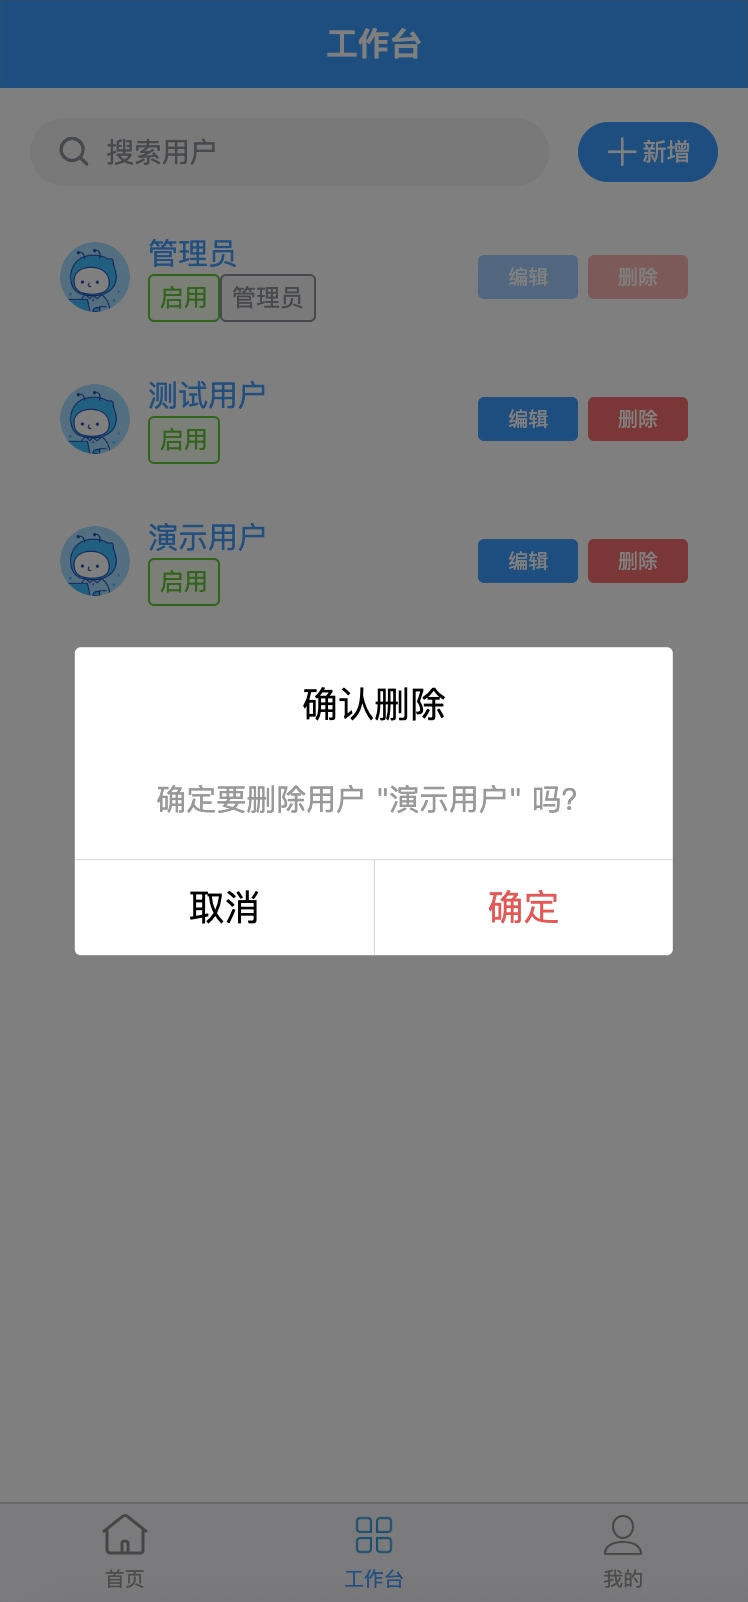 工作台
搜索用户
新增
管理员
启用 管理员
编辑 删除
测试用户
启用
编辑 删除
演示用户
启用
编辑 删除
确认删除
确定要删除用户 "演示用户" 吗?
取消 确定
首页 工作台 我的